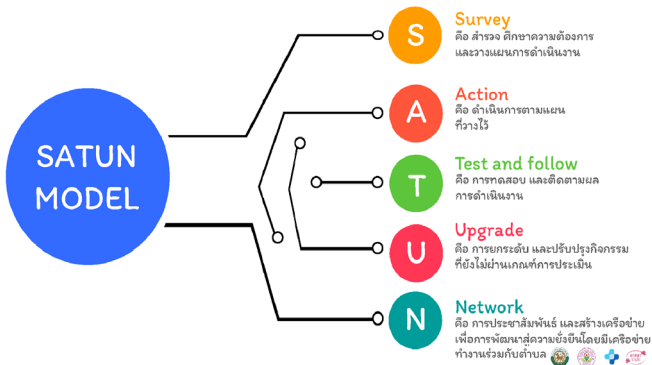 SATUN
MODEL
S
Survey
คือ สำรวจ ศึกษาความต้องการ
และวางแผนการดำเนินงาน
A
Action
คือ ดำเนินการตามแผน
ที่วางไว้
T
Test and follow
คือ การทดสอบ และติดตามผล
การดำเนินงาน
U
Upgrade
คือ การยกระดับ และปรับปรุงกิจกรรม
ที่ยังไม่ผ่านเกณฑ์การประเมิน
N
Network
คือ การประชาสัมพันธ์ และสร้างเครือข่าย
เพื่อการพัฒนาสู่ความยั่งยืนโดยมีเครือข่าย
ทำงานร่วมกับตำบล